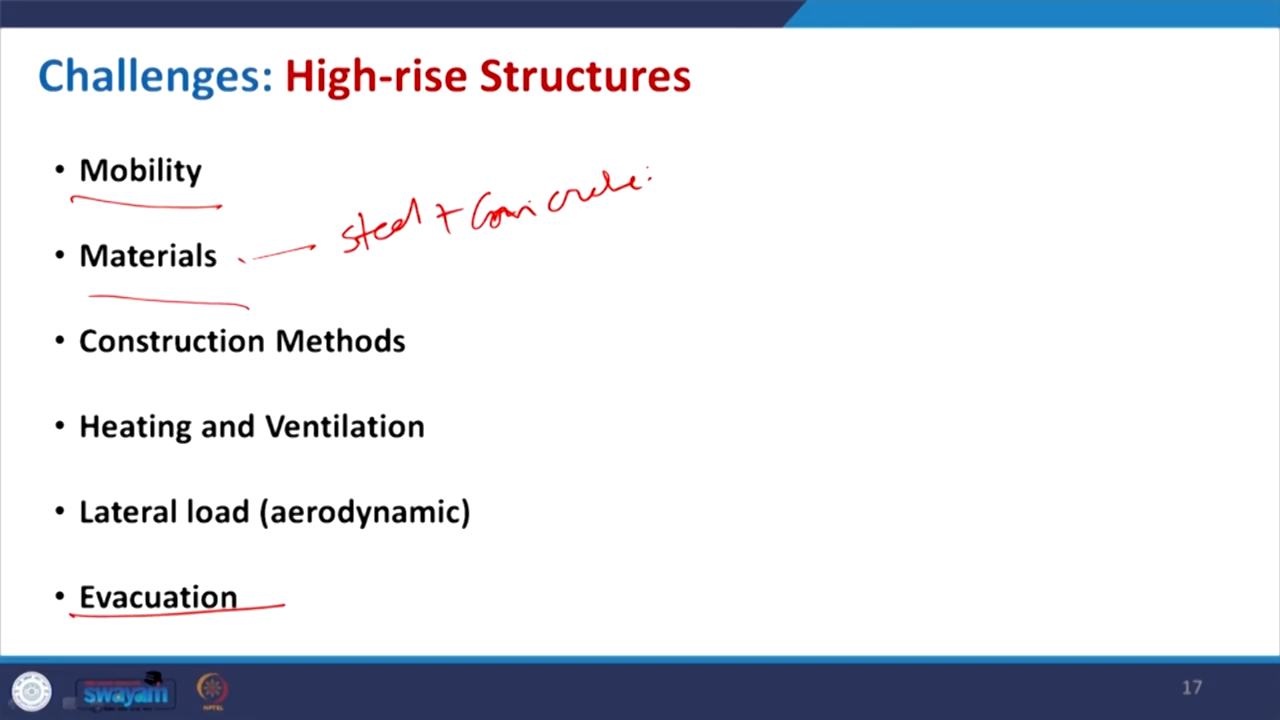 Challenges: High-rise Structures
• Mobility
• Materials
steel + Concrete:
• Construction Methods
• Heating and Ventilation
• Lateral load (aerodynamic)
• Evacuation
swayam
NPTEL
17